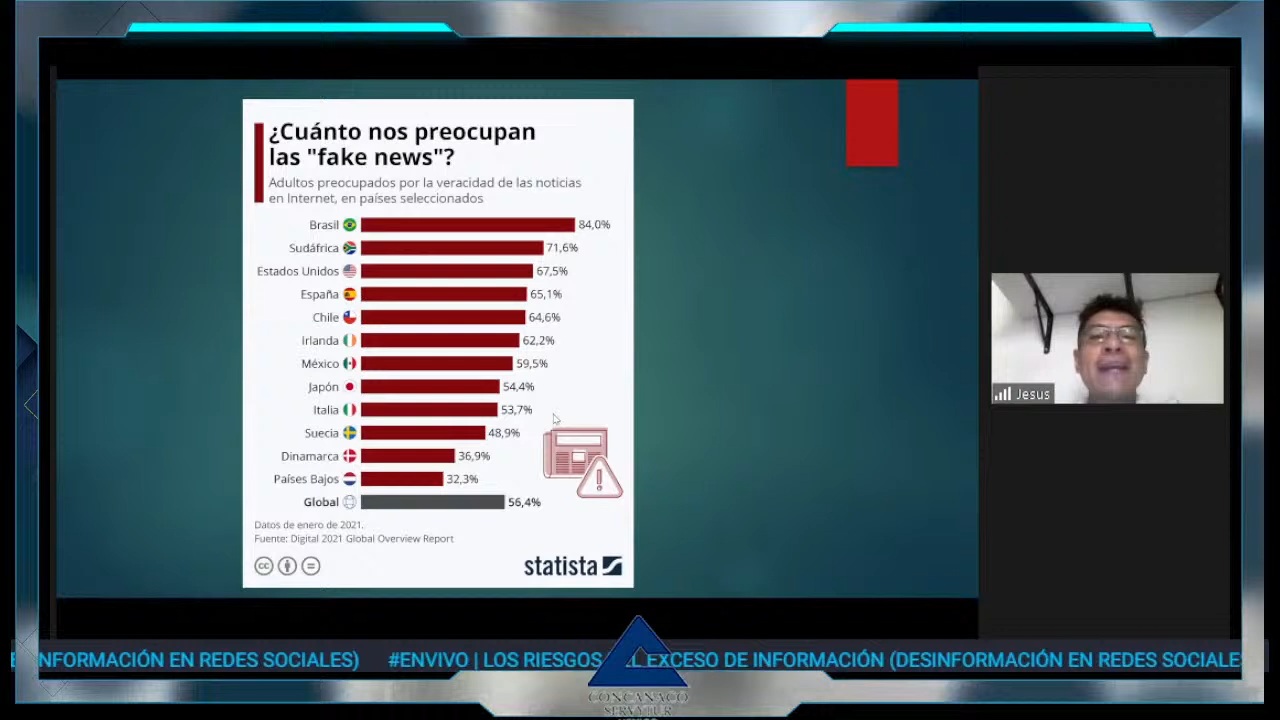 ¿Cuánto nos preocupan
las "fake news"?
Adultos preocupados por la veracidad de las noticias
en Internet, en países seleccionados
Brasil 84,0%
Sudáfrica 71,6%
Estados Unidos 67,5%
España 65,1%
Chile 64,6%
Irlanda 62,2%
México 59,5%
Japón 54,4%
Italia 53,7%
Suecia 48,9%
Dinamarca 36,9%
Países Bajos 32,3%
Global 56,4%
Datos de enero de 2021.
Fuente: Digital 2021 Global Overview Report
cc
statista
Jesus
NFORMACIÓN EN REDES SOCIALES) #ENVIVO | LOS RIESGOS EXCESO DE INFORMACIÓN (DESINFORMACIÓN EN REDES SOCIALE
CONCANACO
SERVYTUR